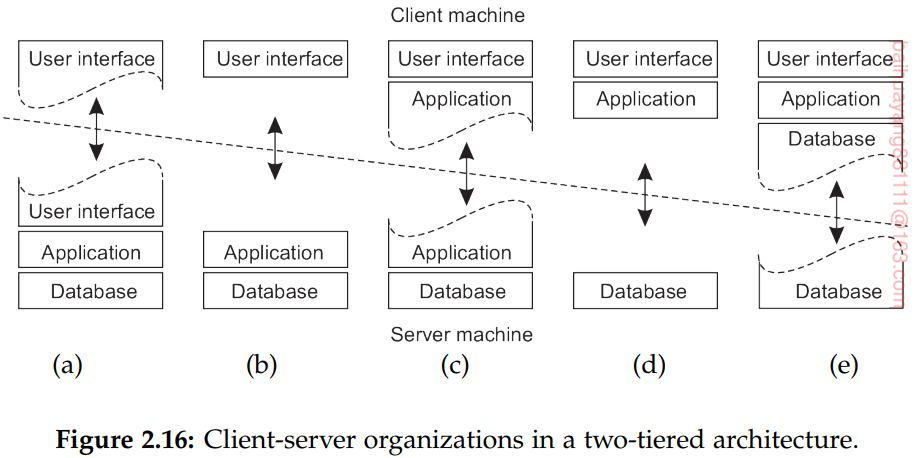 Client machine
User interface User interface User interface User interface User interface
Application Application Application
Database
User interface
Application Application Application
Database Database Database Database Database
Server machine
(a) (b) (c) (d) (e)
Figure 2.16: Client-server organizations in a two-tiered architecture.